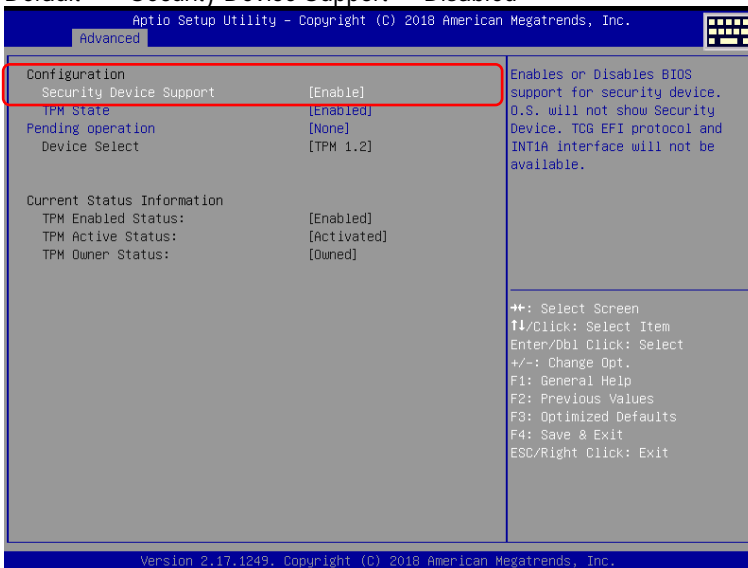 Aptio Setup Utility – Copyright (C) 2018 American Megatrends, Inc.
Advanced
Configuration
Security Device Support [Enable]
TPM State [Enabled]
Pending operation [None]
Device Select [TPM 1.2]
Current Status Information
TPM Enabled Status: [Enabled]
TPM Active Status: [Activated]
TPM Owner Status: [Owned]
Enables or Disables BIOS
support for security device.
O.S. will not show Security
Device. TCG EFI protocol and
INT1A interface will not be
available.
→←: Select Screen
↑↓/Click: Select Item
Enter/Dbl Click: Select
+/-: Change Opt.
F1: General Help
F2: Previous Values
F3: Optimized Defaults
F4: Save & Exit
ESC/Right Click: Exit
Version 2.17.1249. Copyright (C) 2018 American Megatrends, Inc.